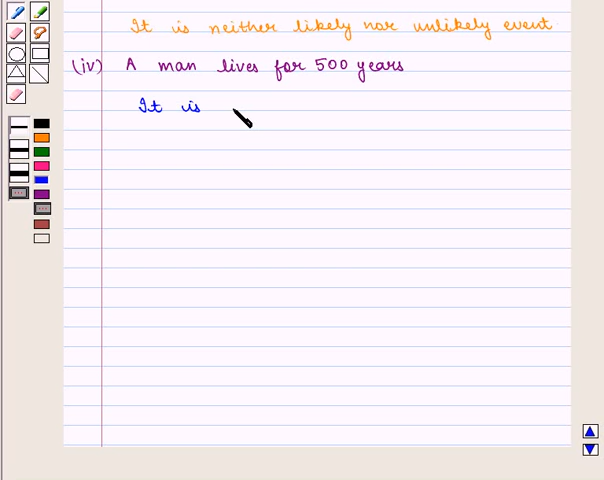 It is neither likely nor unlikely event
(iv) A man lives for 500 years
It is